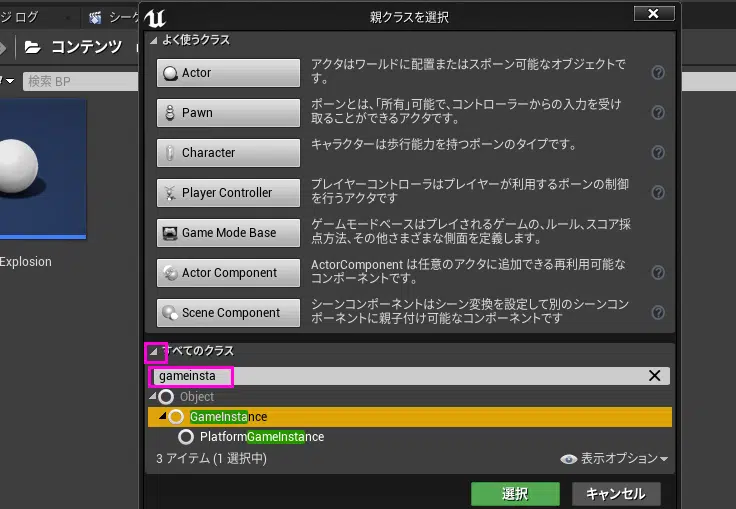 ジログ
シーケ
親クラスを選択
コンテンツ
検索 BP
Explosion
よく使うクラス
Actor
アクタはワールドに配置またはスポーン可能なオブジェクトで
す。
Pawn
ポーンとは、「所有」可能で、コントローラーからの入力を受け
取ることができるアクタです。
Character
キャラクターは歩行能力を持つポーンのタイプです。
Player Controller
プレイヤーコントローラはプレイヤーが利用するポーンの制御
を行うアクタです
Game Mode Base
ゲームモードベースはプレイされるゲームの、ルール、スコア採
点方法、その他さまざまな側面を定義します。
Actor Component
ActorComponent は任意のアクタに追加できる再利用可能な
コンポーネントです。
Scene Component
シーンコンポーネントはシーン変換を設定して別のシーンコン
ポーネントに親子付け可能なコンポーネントです
すべてのクラス
gameinsta
Object
GameInstance
PlatformGameInstance
3 アイテム (1 選択中)
表示オプション
選択
キャンセル